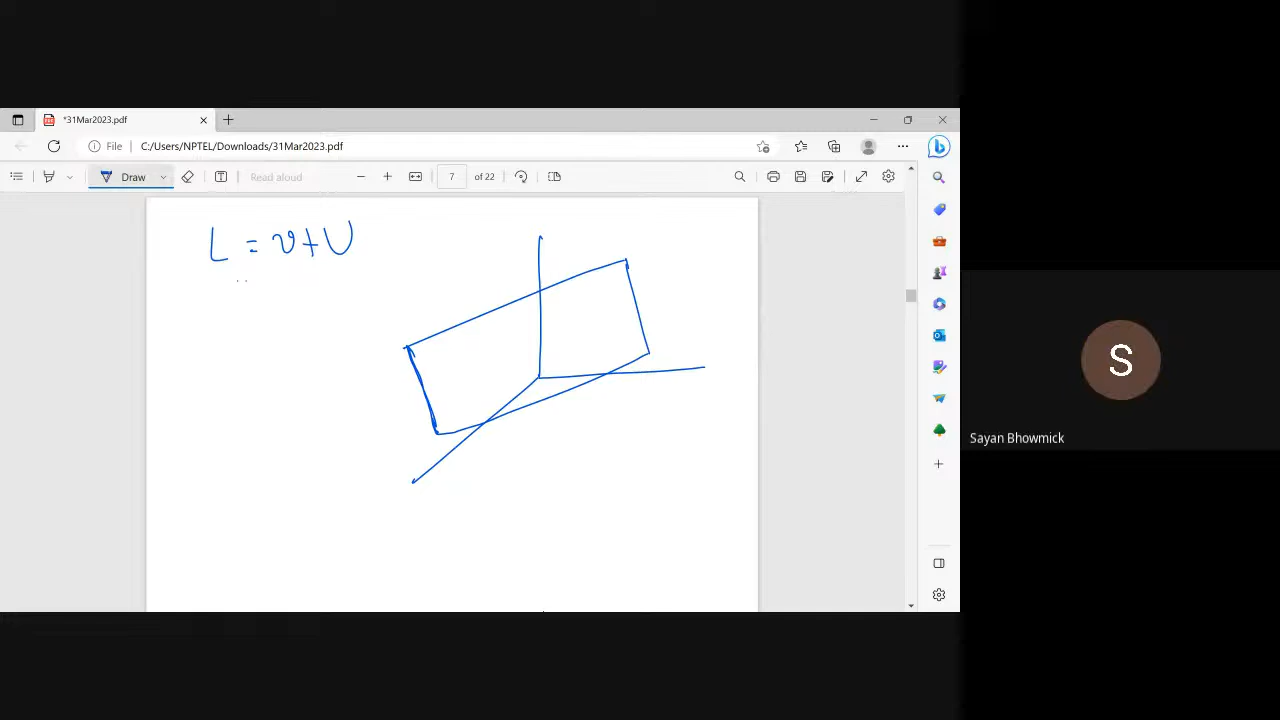 *31Mar2023.pdf
File C:/Users/NPTEL/Downloads/31Mar2023.pdf
Draw Read aloud 7 of 22
L = v+U
S
Sayan Bhowmick